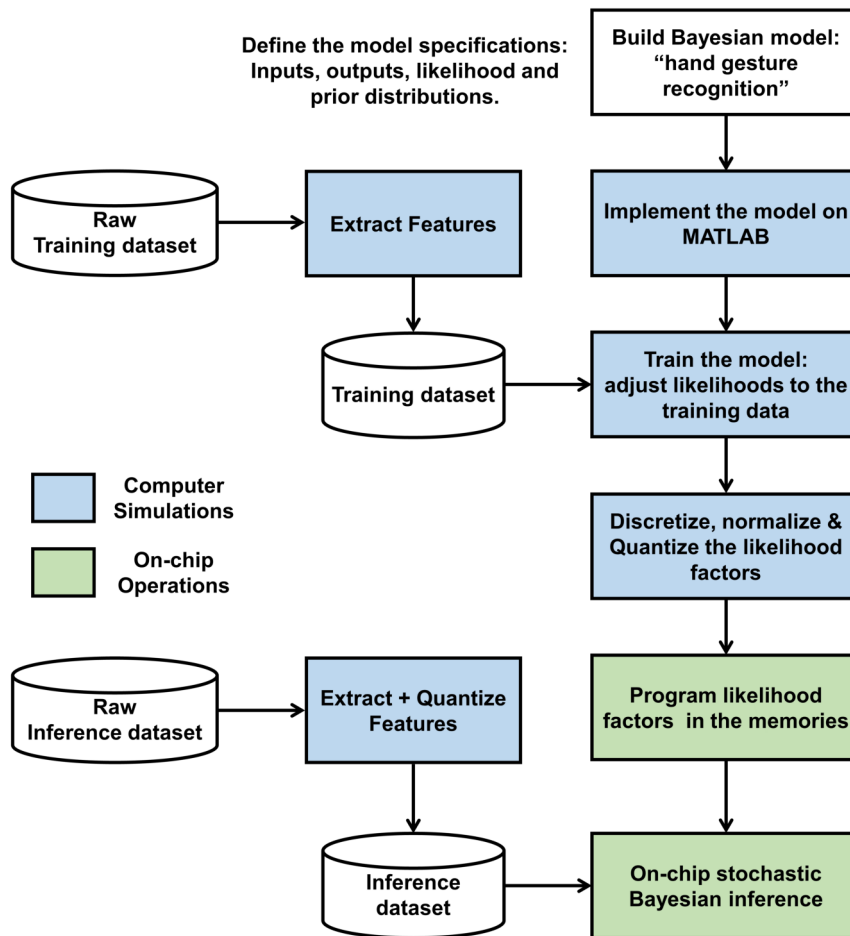 Define the model specifications:
Inputs, outputs, likelihood and
prior distributions.
Build Bayesian model:
“hand gesture
recognition”
Raw
Training dataset
Extract Features
Implement the model on
MATLAB
Training dataset
Train the model:
adjust likelihoods to the
training data
Computer
Simulations
On-chip
Operations
Discretize, normalize &
Quantize the likelihood
factors
Raw
Inference dataset
Extract + Quantize
Features
Program likelihood
factors in the memories
Inference
dataset
On-chip stochastic
Bayesian inference